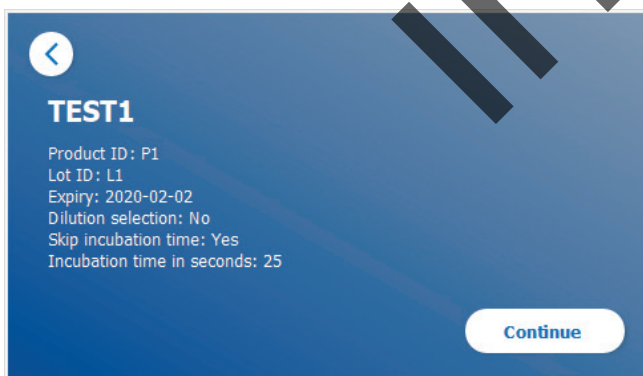 TEST1
Product ID: P1
Lot ID: L1
Expiry: 2020-02-02
Dilution selection: No
Skip incubation time: Yes
Incubation time in seconds: 25
Continue